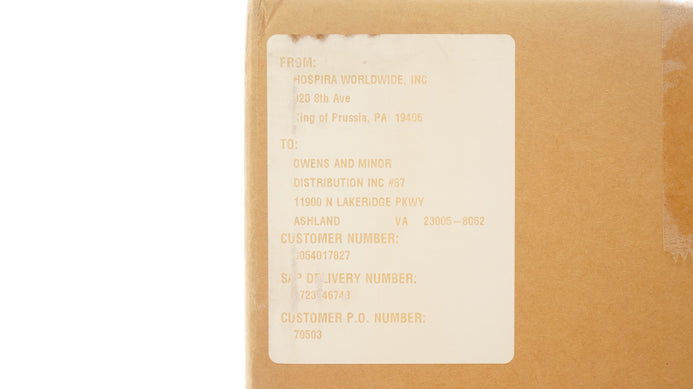 FROM:
HOSPIRA WORLDWIDE, INC
8th Ave
King of Prussia, PA 19406
TO:
OWENS AND MINOR
DISTRIBUTION INC #87
11900 N LAKERIDGE PKWY
ASHLAND VA 23005-8062
CUSTOMER NUMBER:
SAP DELIVERY NUMBER:
CUSTOMER P.O. NUMBER:
70503